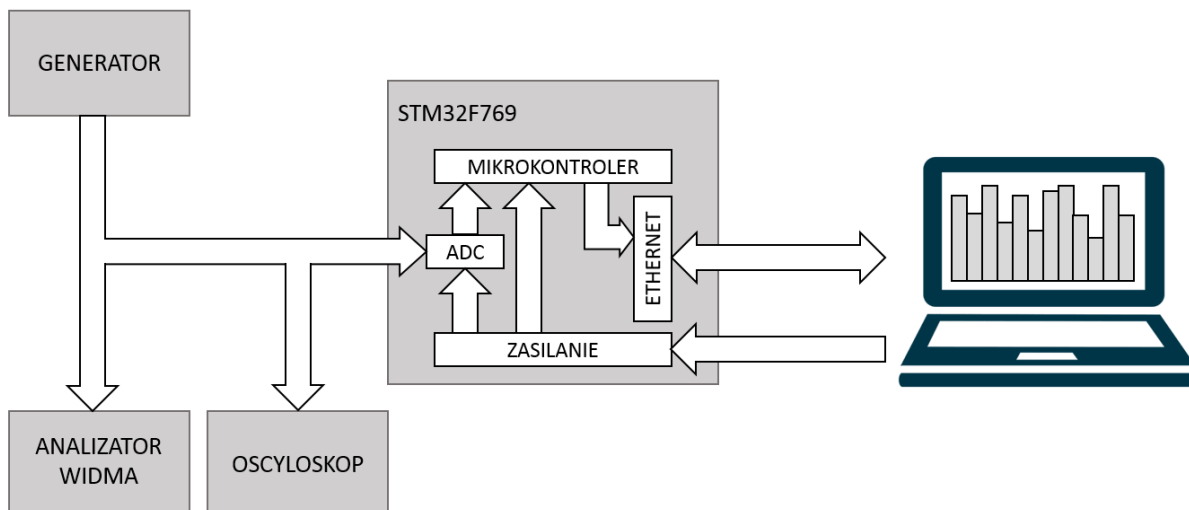 GENERATOR
STM32F769
MIKROKONTROLER
ADC
ETHERNET
ZASILANIE
ANALIZATOR
WIDMA
OSCYLOSKOP